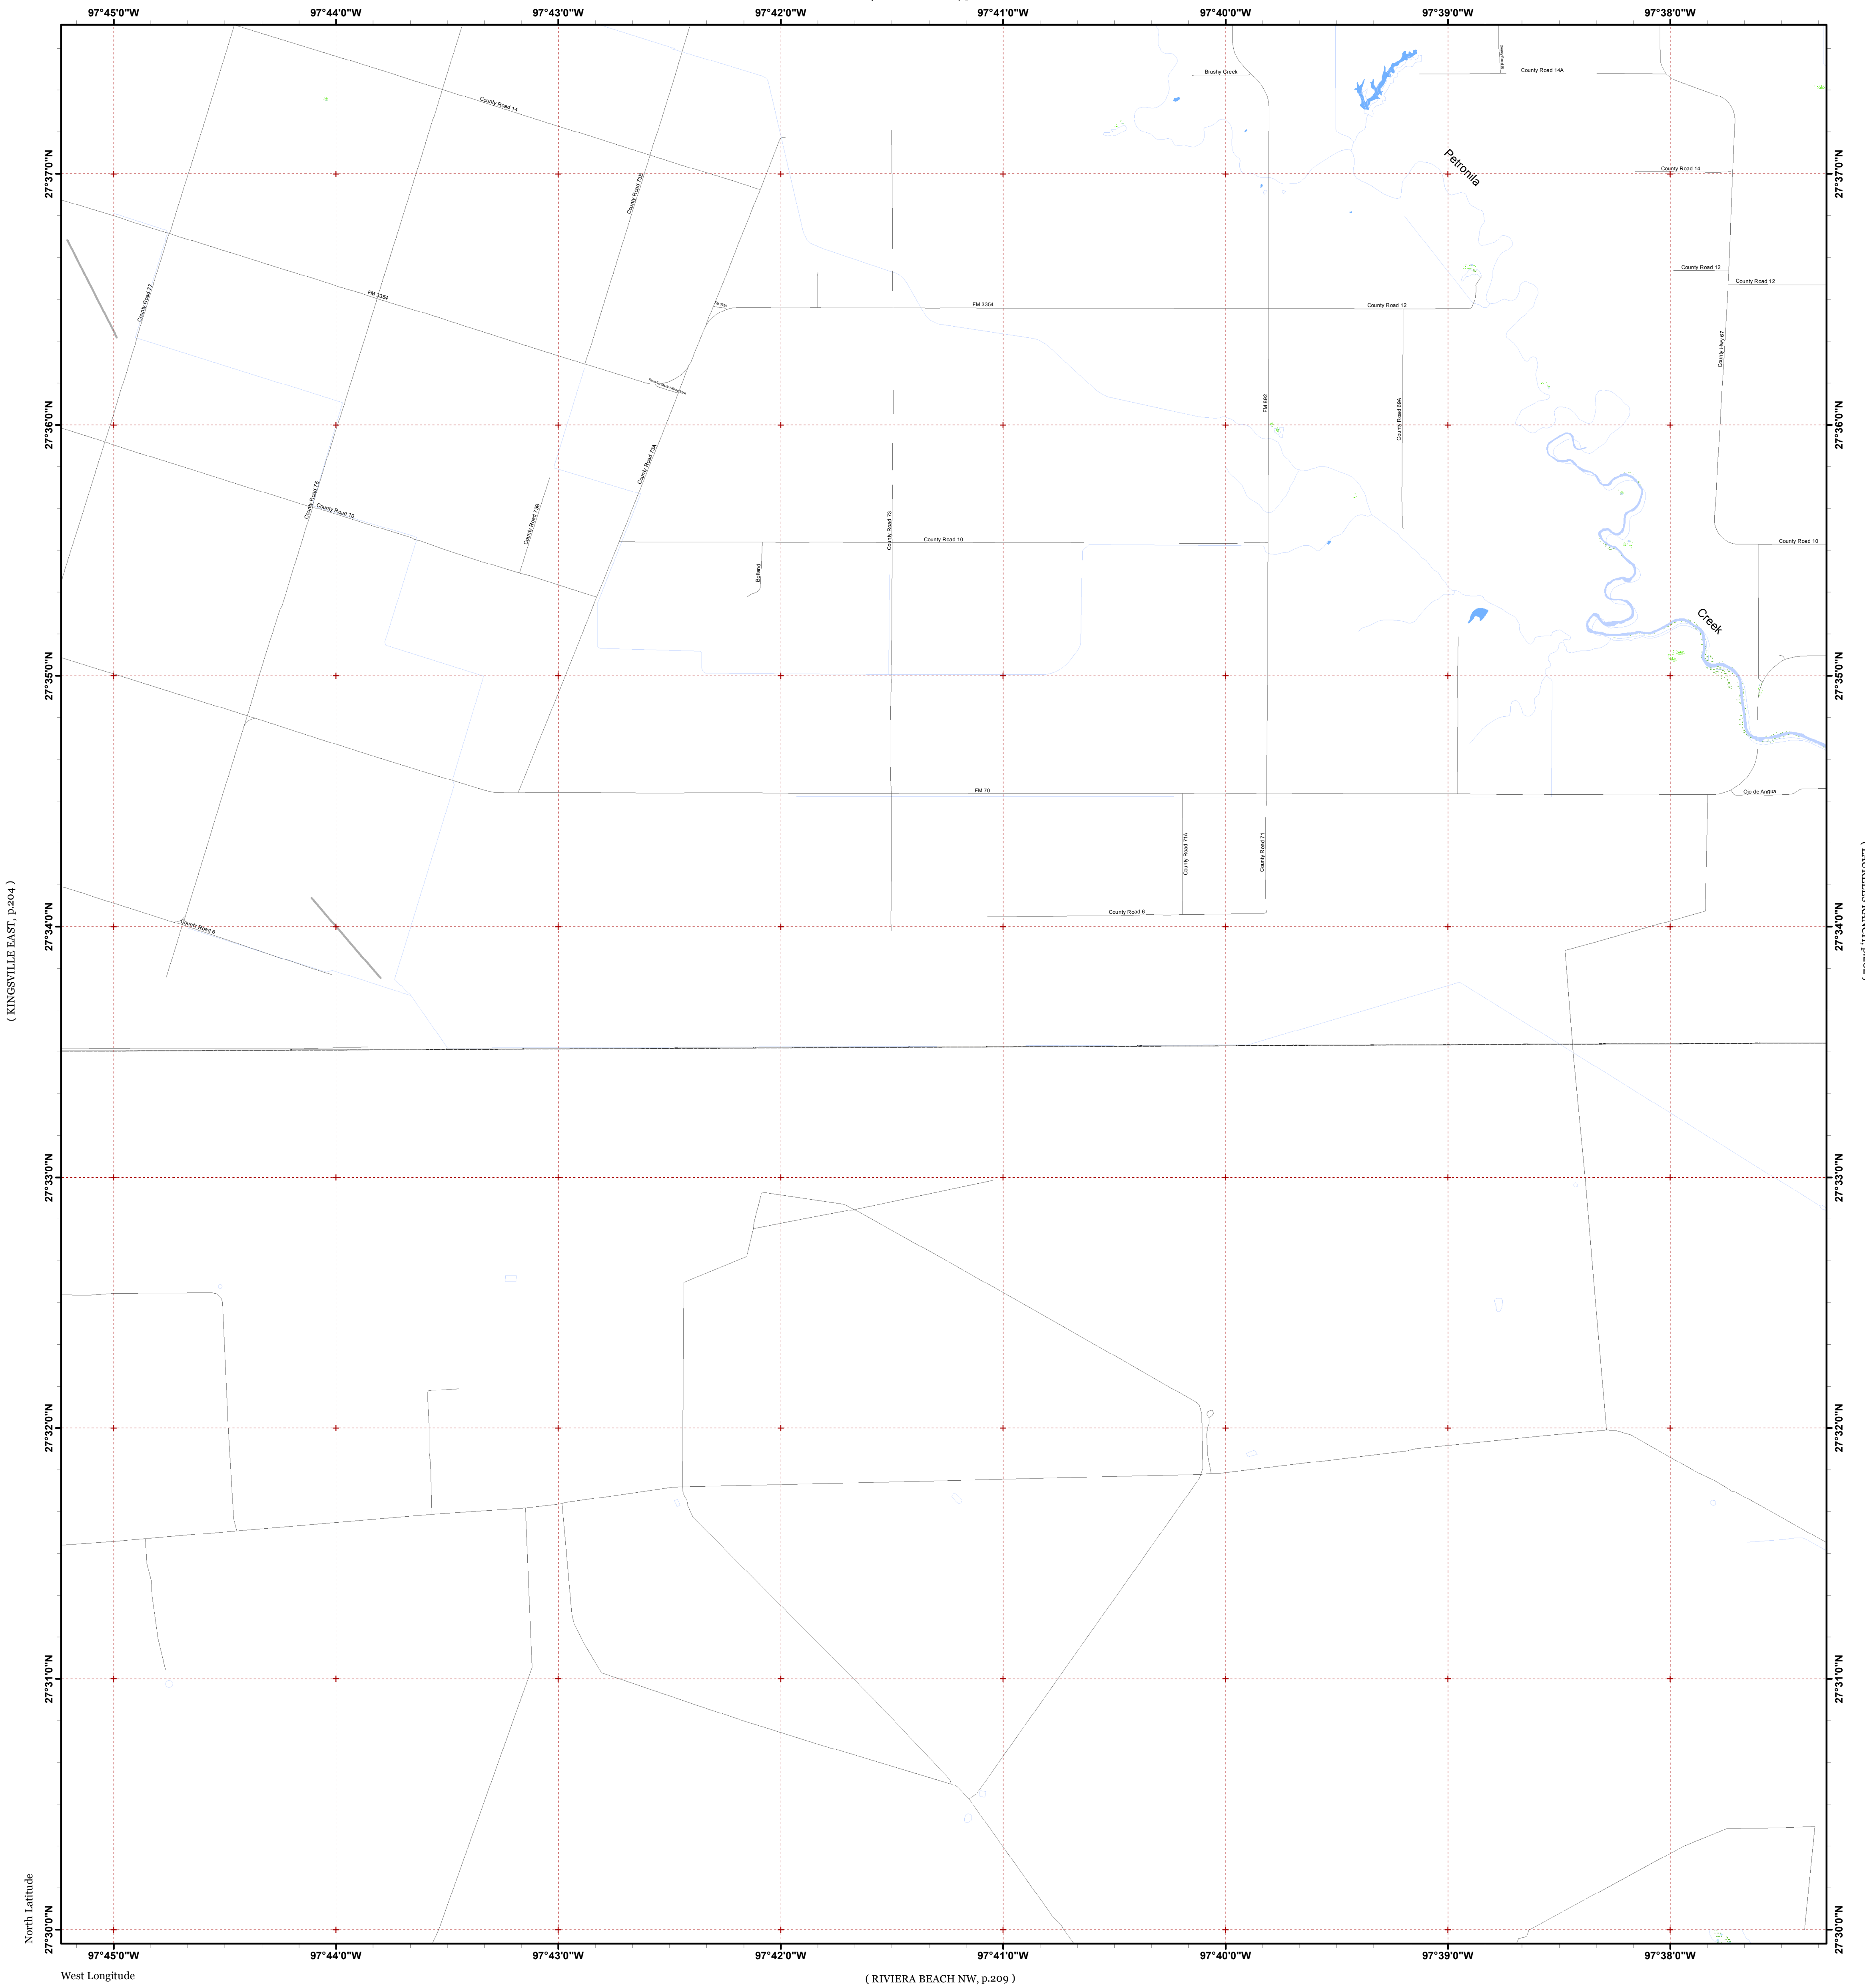 97°45'0"W 97°44'0"W 97°43'0"W 97°42'0"W 97°41'0"W 97°40'0"W 97°39'0"W 97°38'0"W
Brushy Creek
County Road 14A
County Road 14
27°37'0"N
27°37'0"N
Petronila
County Road 14
County Road 73B
County Road 12
County Road 12
County Road 77
FM 3354
FM 3354
County Road 12
County Hwy 67
27°36'0"N
27°36'0"N
FM 892
County Road 69A
County Road 73A
County Road 75
County Road 10
County Road 73B
County Road 73
County Road 10
County Road 10
Bolland
Creek
27°35'0"N
27°35'0"N
FM 70
Ojo de Angua
County Road 71A
County Road 71
County Road 6
County Road 6
27°34'0"N
27°34'0"N
( KINGSVILLE EAST, p.204 )
27°33'0"N
27°33'0"N
27°32'0"N
27°32'0"N
27°31'0"N
27°31'0"N
North Latitude
27°30'0"N
27°30'0"N
97°45'0"W 97°44'0"W 97°43'0"W 97°42'0"W 97°41'0"W 97°40'0"W 97°39'0"W 97°38'0"W
West Longitude
( RIVIERA BEACH NW, p.209 )